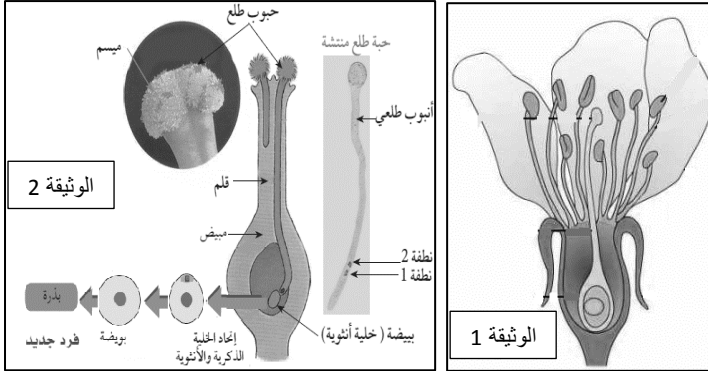 حبوب طلع
ميسم
حبة طلع منتشة
أنبوب طلعي
الوثيقة 2
قلم
مبيض
نطفة 2
نطفة 1
بذرة
فرد جديد
بويضة
إتحاد الخلية
الذكرية والأنثوية
بييضة ( خلية أنثوية)
الوثيقة 1